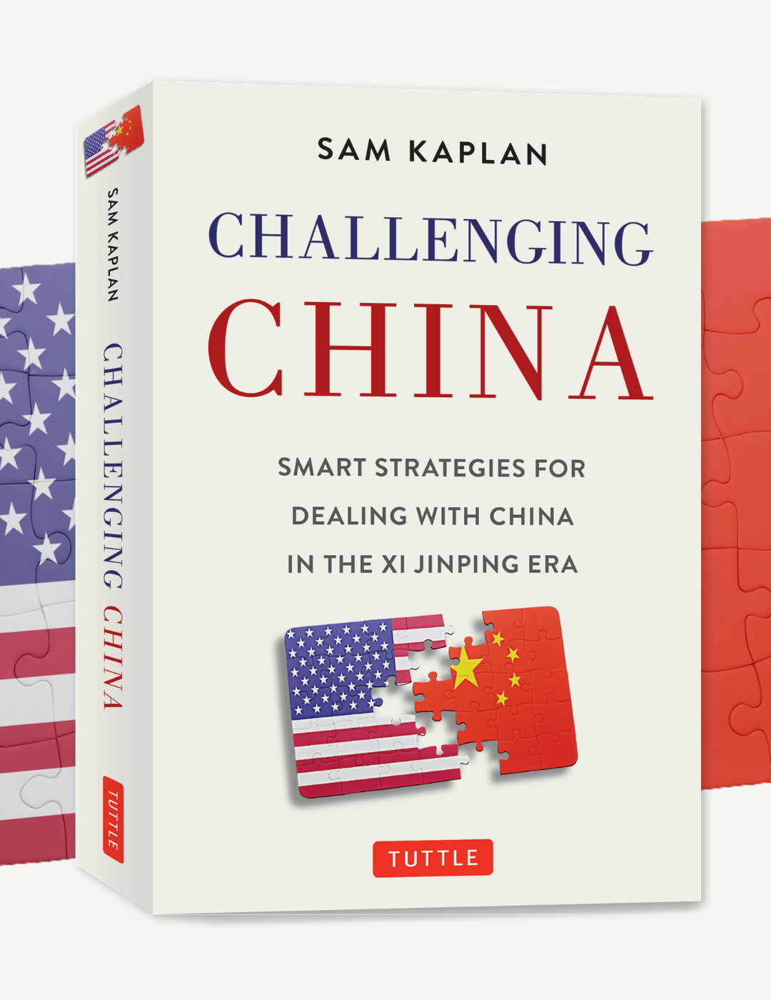 SAM KAPLAN
CHALLENGING
CHINA
SMART STRATEGIES FOR
DEALING WITH CHINA
IN THE XI JINPING ERA
TUTTLE
SAM KAPLAN
CHALLENGING CHINA
TUTTLE